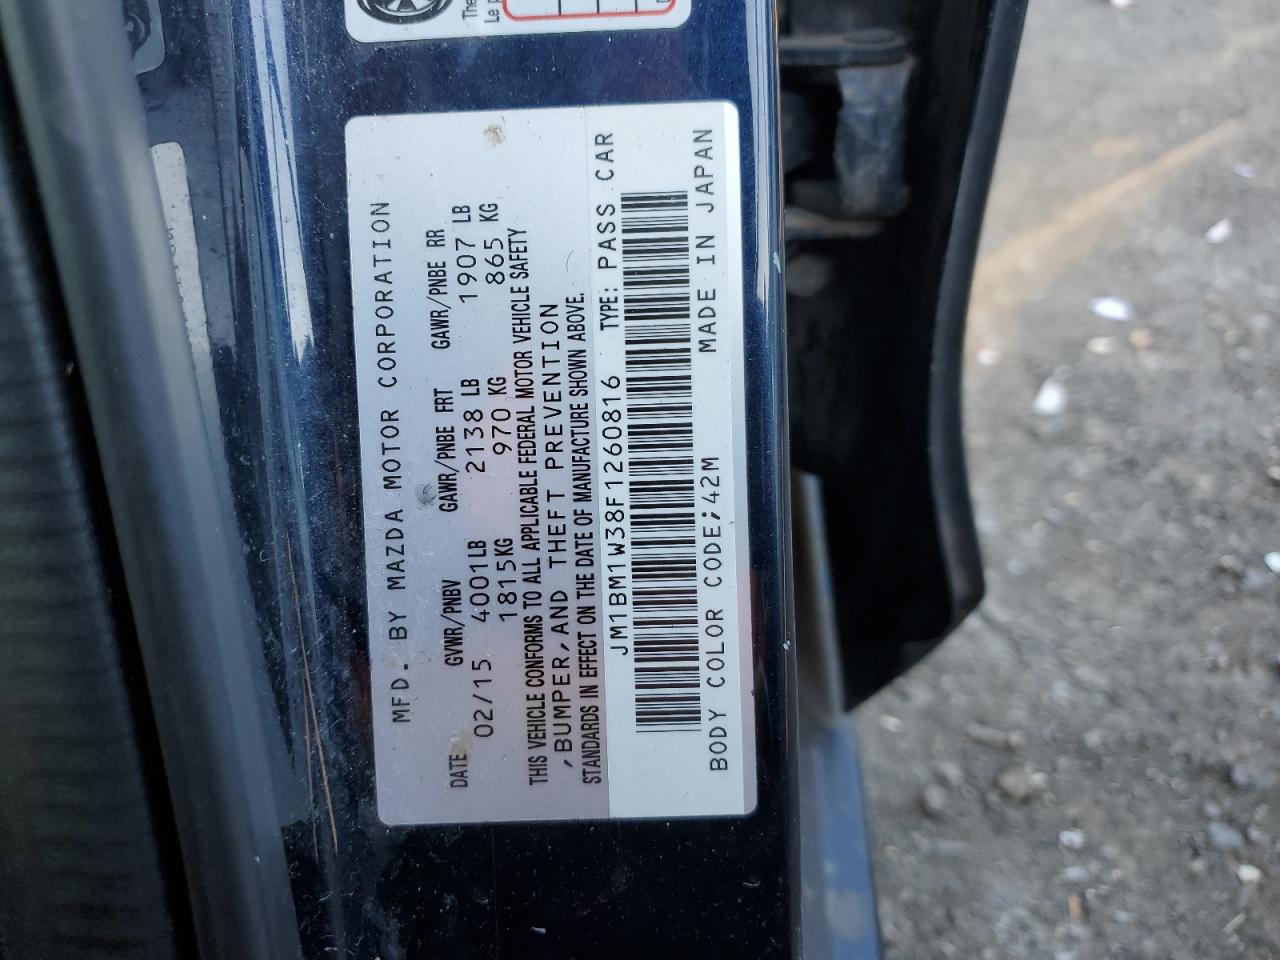 The
Le p
MFD. BY MAZDA MOTOR CORPORATION
DATE GVWR/PNBV GAWR/PNBE FRT GAWR/PNBE RR
02/15 4001LB 2138 LB 1907 LB
1815KG 970 KG 865 KG
THIS VEHICLE CONFORMS TO ALL APPLICABLE FEDERAL MOTOR VEHICLE SAFETY
,BUMPER,AND THEFT PREVENTION
STANDARDS IN EFFECT ON THE DATE OF MANUFACTURE SHOWN ABOVE.
JM1BM1W38F1260816 TYPE: PASS CAR
BODY COLOR CODE;42M MADE IN JAPAN